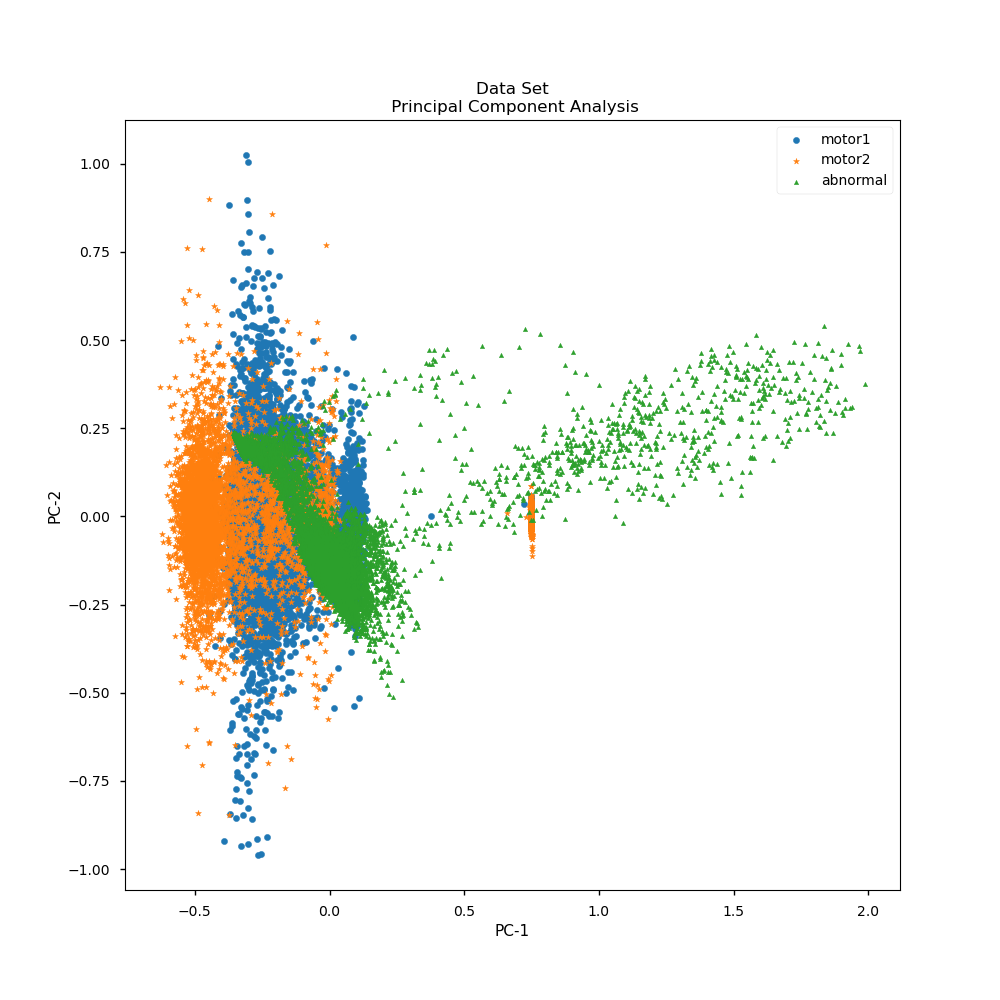 Data Set
Principal Component Analysis
motor1
motor2
abnormal
1.00
0.75
0.50
0.25
0.00
−0.25
−0.50
−0.75
−1.00
PC-2
−0.5
0.0
0.5
1.0
1.5
2.0
PC-1